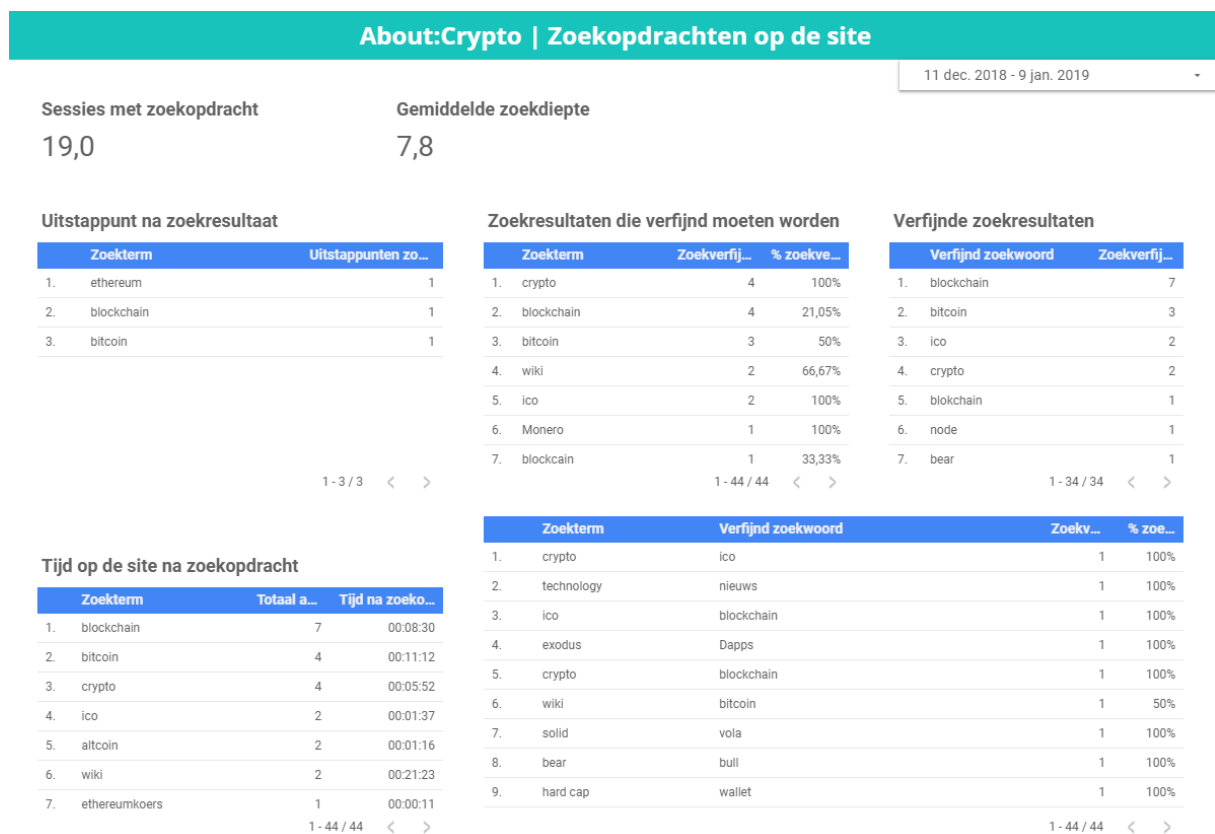 About:Crypto | Zoekopdrachten op de site
11 dec. 2018 - 9 jan. 2019
Sessies met zoekopdracht
19,0
Gemiddelde zoekdiepte
7,8
Uitstappunt na zoekresultaat
Zoekterm Uitstappunten zo...
1. ethereum 1
2. blockchain 1
3. bitcoin 1
1 - 3 / 3
Zoekresultaten die verfijnd moeten worden
Zoekterm Zoekverfij... % zoekve...
1. crypto 4 100%
2. blockchain 4 21,05%
3. bitcoin 3 50%
4. wiki 2 66,67%
5. ico 2 100%
6. Monero 1 100%
7. blockcain 1 33,33%
1 - 44 / 44
Verfijnde zoekresultaten
Verfijnd zoekwoord Zoekverfij...
1. blockchain 7
2. bitcoin 3
3. ico 2
4. crypto 2
5. blokchain 1
6. node 1
7. bear 1
1 - 34 / 34
Tijd op de site na zoekopdracht
Zoekterm Totaal a... Tijd na zoeko...
1. blockchain 7 00:08:30
2. bitcoin 4 00:11:12
3. crypto 4 00:05:52
4. ico 2 00:01:37
5. altcoin 2 00:01:16
6. wiki 2 00:21:23
7. ethereumkoers 1 00:00:11
1 - 44 / 44
Zoekterm Verfijnd zoekwoord Zoekv... % zoe...
1. crypto ico 1 100%
2. technology nieuws 1 100%
3. ico blockchain 1 100%
4. exodus Dapps 1 100%
5. crypto blockchain 1 100%
6. wiki bitcoin 1 50%
7. solid vola 1 100%
8. bear bull 1 100%
9. hard cap wallet 1 100%
1 - 44 / 44